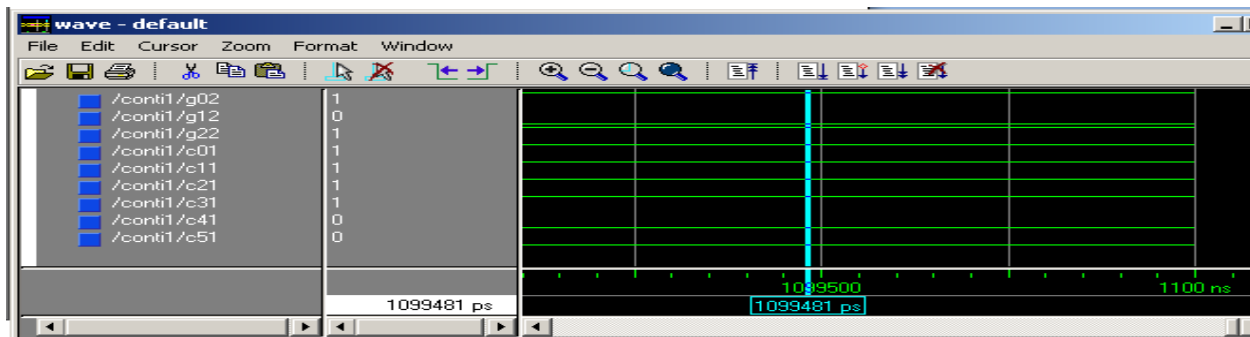 wave - default
File Edit Cursor Zoom Format Window
/conti1/g02 1
/conti1/g12 0
/conti1/g22 1
/conti1/c01 1
/conti1/c11 1
/conti1/c21 1
/conti1/c31 1
/conti1/c41 0
/conti1/c51 0
1099500 1100 ns
1099481 ps 1099481 ps